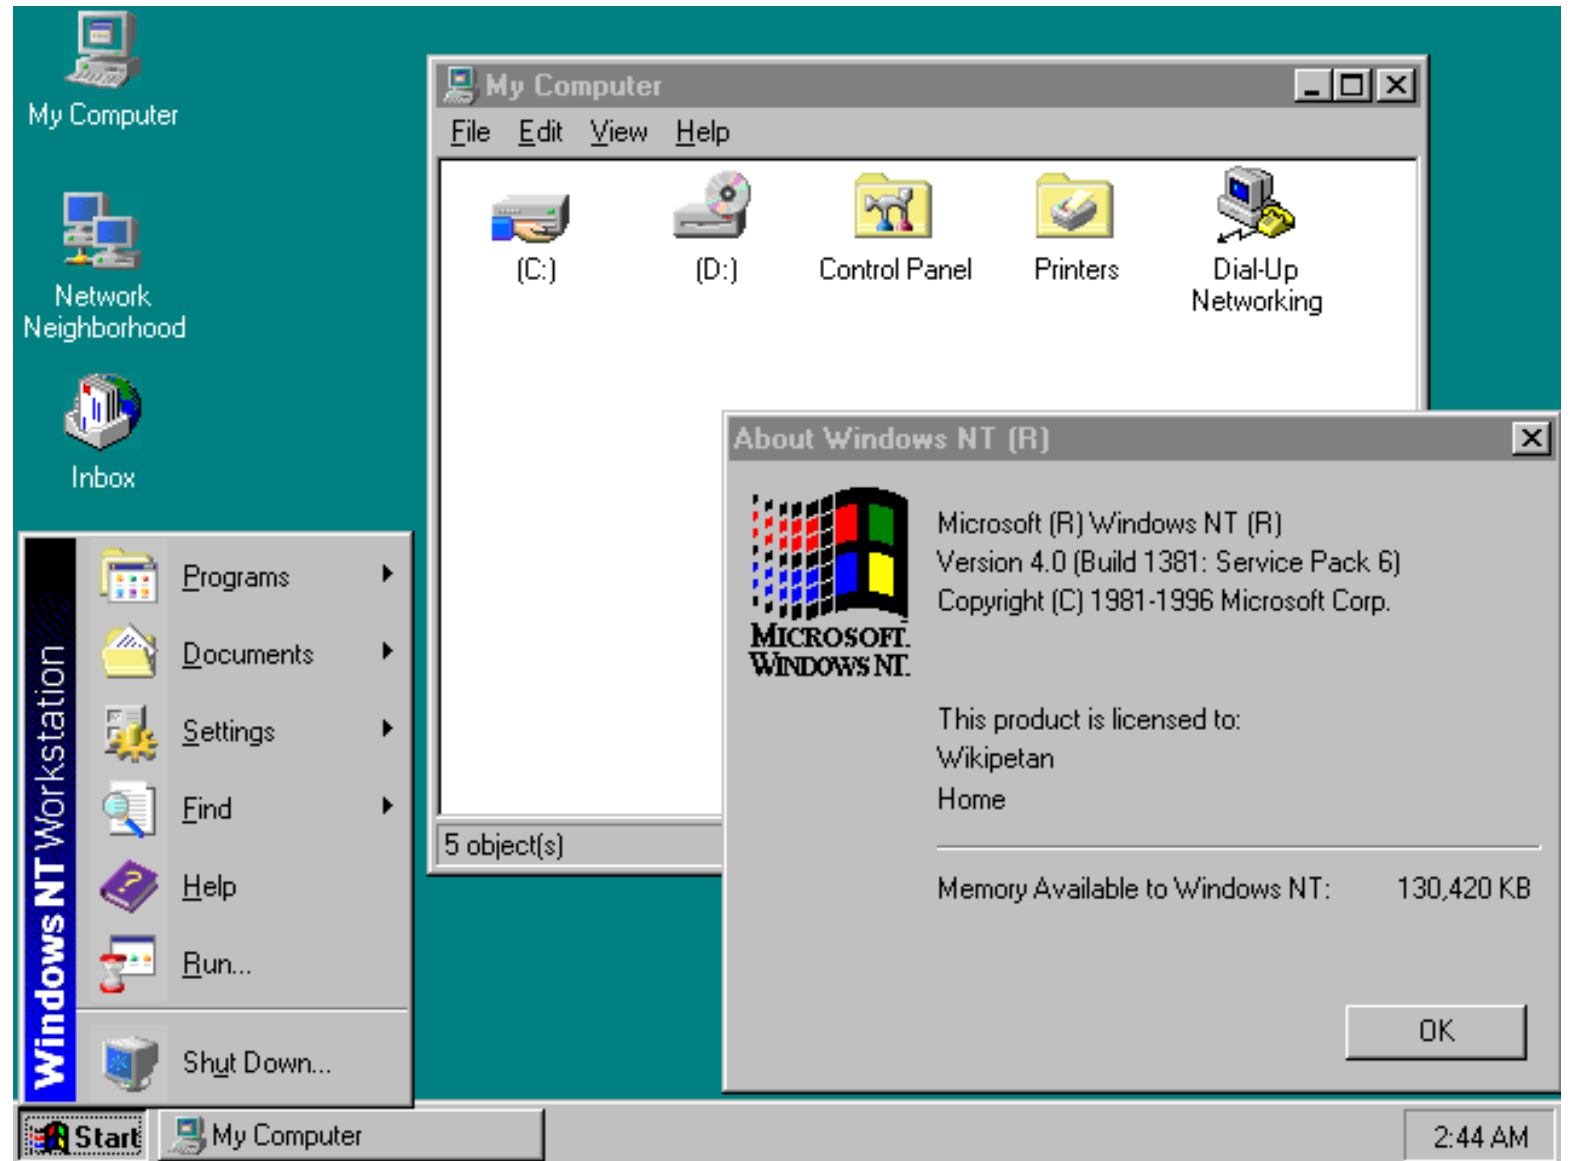 My Computer
Network
Neighborhood
Inbox
My Computer
File Edit View Help
(C:)
(D:)
Control Panel
Printers
Dial-Up
Networking
5 object(s)
About Windows NT (R)
MICROSOFT.
WINDOWS NT.
Microsoft (R) Windows NT (R)
Version 4.0 (Build 1381: Service Pack 6)
Copyright (C) 1981-1996 Microsoft Corp.
This product is licensed to:
Wikipetan
Home
Memory Available to Windows NT: 130,420 KB
OK
Windows NT Workstation
Programs
Documents
Settings
Find
Help
Run...
Shut Down...
Start
My Computer
2:44 AM